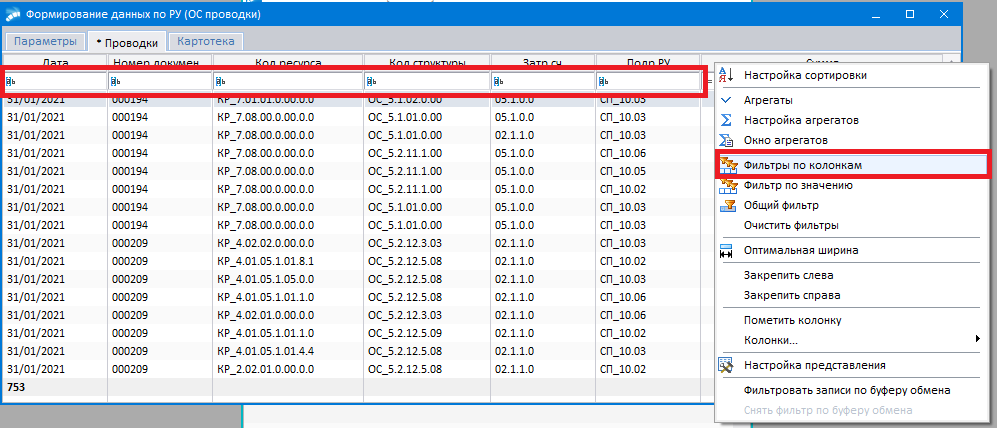 Формирование данных по РУ (ОС проводки)
Параметры * Проводки Картотека
Дата Номер докумен. Код ресурса Код структуры Затр.сч. Подр РУ Сумма
31/01/2021 000194 КР_7.01.01.0.00.0.0 ОС_5.1.02.0.00 05.1.0.0 СП_10.03
31/01/2021 000194 КР_7.08.00.0.00.0.0 ОС_5.1.01.0.00 05.1.0.0 СП_10.03
31/01/2021 000194 КР_7.08.00.0.00.0.0 ОС_5.1.01.0.00 05.1.0.0 СП_10.03
31/01/2021 000194 КР_7.08.00.0.00.0.0 ОС_5.2.11.1.00 05.1.0.0 СП_10.06
31/01/2021 000194 КР_7.08.00.0.00.0.0 ОС_5.2.11.1.00 05.1.0.0 СП_10.05
31/01/2021 000194 КР_7.08.00.0.00.0.0 ОС_5.2.11.1.00 05.1.0.0 СП_10.02
31/01/2021 000194 КР_7.08.00.0.00.0.0 ОС_5.1.01.0.00 05.1.0.0 СП_10.03
31/01/2021 000194 КР_7.08.00.0.00.0.0 ОС_5.1.01.0.00 05.1.0.0 СП_10.03
31/01/2021 000209 КР_4.02.02.0.00.0.0 ОС_5.2.12.3.03 02.1.1.0 СП_10.03
31/01/2021 000209 КР_4.01.05.1.01.8.1 ОС_5.2.12.5.08 02.1.1.0 СП_10.02
31/01/2021 000209 КР_4.01.05.1.01.1.0 ОС_5.2.12.5.08 02.1.1.0 СП_10.03
31/01/2021 000209 КР_4.01.05.1.01.1.0 ОС_5.2.12.5.08 02.1.1.0 СП_10.06
31/01/2021 000209 КР_4.02.02.0.00.0.0 ОС_5.2.12.3.03 02.1.1.0 СП_10.06
31/01/2021 000209 КР_4.01.05.1.01.1.0 ОС_5.2.12.5.09 02.1.1.0 СП_10.02
31/01/2021 000209 КР_4.01.05.1.01.4.4 ОС_5.2.12.5.08 02.1.1.0 СП_10.03
31/01/2021 000209 КР_2.02.01.0.00.0.0 ОС_5.2.12.5.08 02.1.1.0 СП_10.02
753
Настройка сортировки
Агрегаты
Настройка агрегатов
Окно агрегатов
Фильтры по колонкам
Фильтр по значению
Общий фильтр
Очистить фильтры
Оптимальная ширина
Закрепить слева
Закрепить справа
Пометить колонку
Колонки...
Настройка представления
Фильтровать записи по буферу обмена
Снять фильтр по буферу обмена